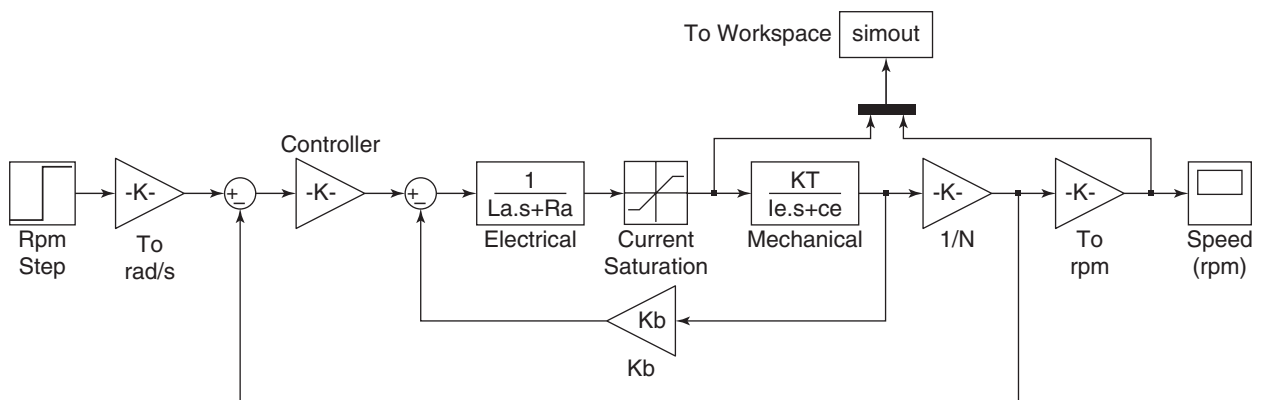 To Workspace
simout
Controller
-K-
+
−
-K-
+
−
1
La.s+Ra
KT
Ie.s+ce
-K-
-K-
Rpm
Step
To
rad/s
Electrical
Current
Saturation
Mechanical
1/N
To
rpm
Speed
(rpm)
Kb
Kb